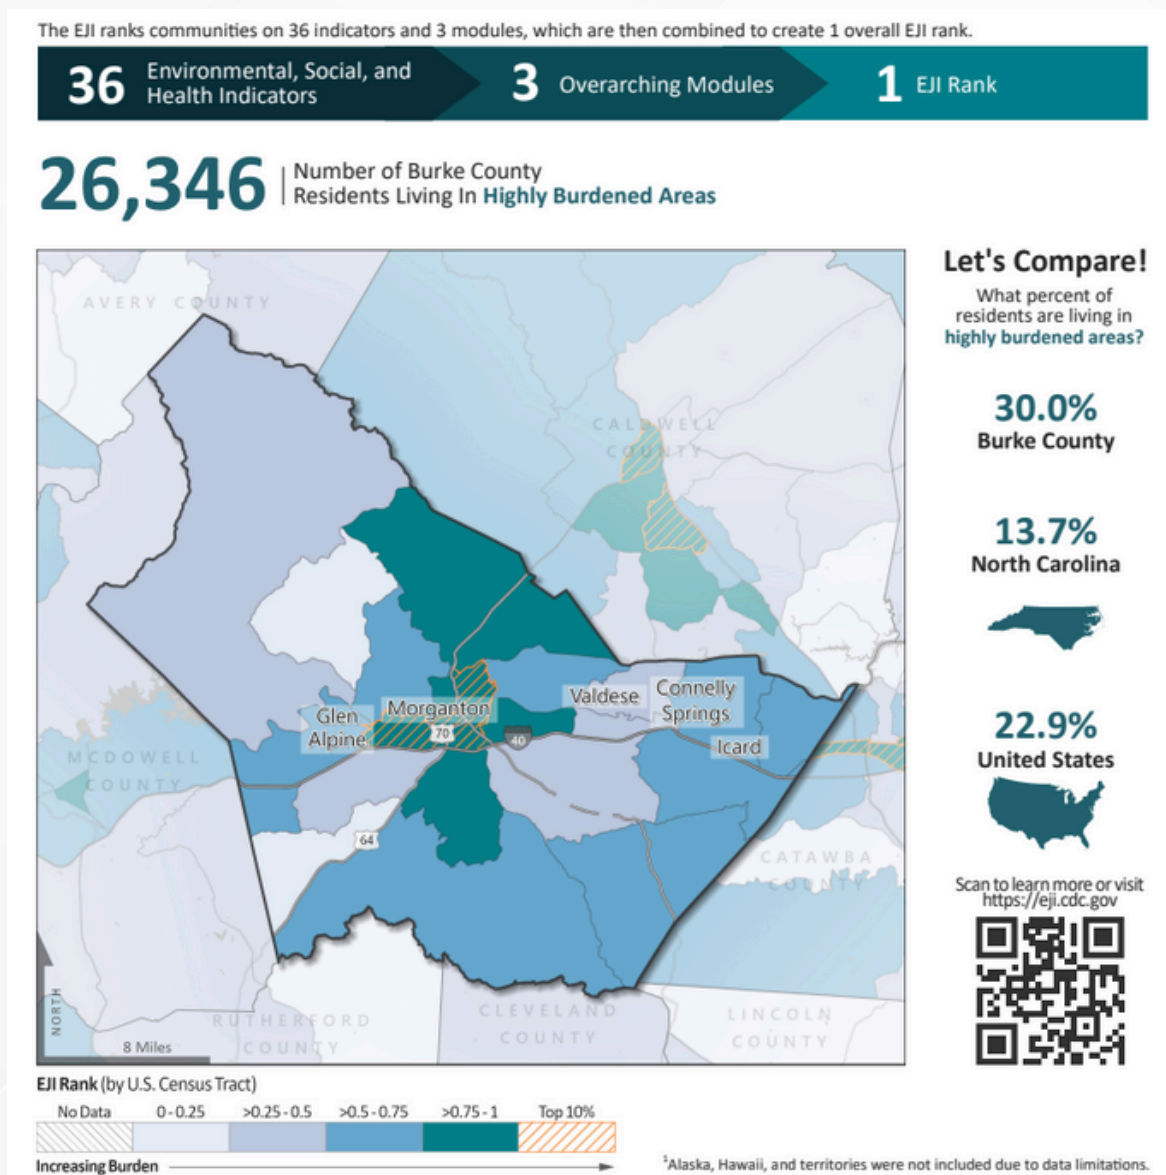 The EJI ranks communities on 36 indicators and 3 modules, which are then combined to create 1 overall EJI rank.
36
Environmental, Social, and
Health Indicators
3
Overarching Modules
1
EJI Rank
26,346
Number of Burke County
Residents Living In Highly Burdened Areas
AVERY COUNTY
CALDWELL
COUNTY
Valdese
Connelly
Springs
Glen
Alpine
Morganton
70
40
Icard
MCDOWELL
COUNTY
64
CATAWBA
COUNTY
RUTHERFORD
COUNTY
CLEVELAND
COUNTY
LINCOLN
COUNTY
NORTH
8 Miles
Let's Compare!
What percent of
residents are living in
highly burdened areas?
30.0%
Burke County
13.7%
North Carolina
22.9%
United States
Scan to learn more or visit
https://eji.cdc.gov
EJI Rank (by U.S. Census Tract)
No Data
0 - 0.25
>0.25 - 0.5
>0.5 - 0.75
>0.75 - 1
Top 10%
Increasing Burden
1Alaska, Hawaii, and territories were not included due to data limitations.